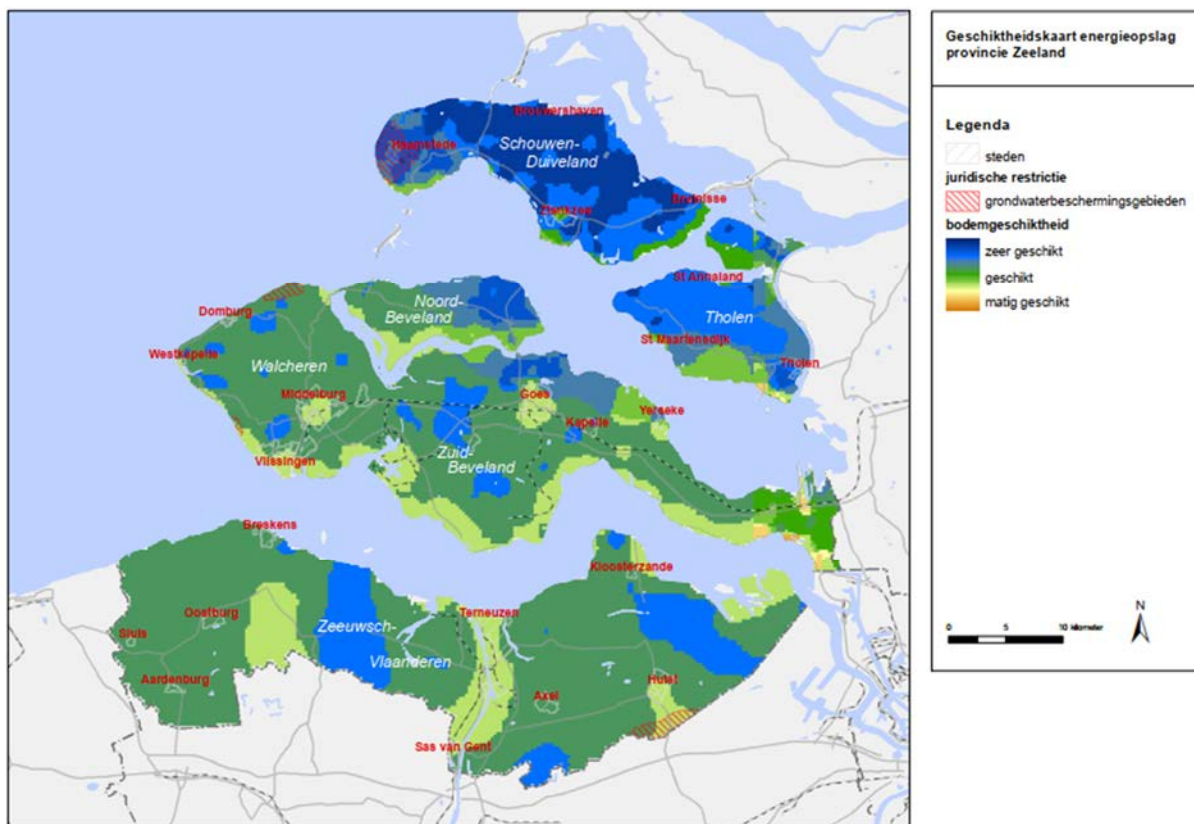 Geschiktheidskaart energieopslag
provincie Zeeland
Legenda
steden
juridische restrictie
grondwaterbeschermingsgebieden
bodemgeschiktheid
zeer geschikt
geschikt
matig geschikt
N
0 5 10 kilometer
Brouwershaven
Haamstede
Schouwen-
Duiveland
Zierikzee
Bruinisse
St Annaland
Noord-
Beveland
Tholen
Domburg
St Maartensdijk
Westkapelle
Tholen
Walcheren
Middelburg
Goes
Yerseke
Kapelle
Zuid-
Beveland
Vlissingen
Breskens
Kloosterzande
Oostburg
Terneuzen
Zeeuwsch-
Vlaanderen
Sluis
Aardenburg
Axel
Hulst
Sas van Gent